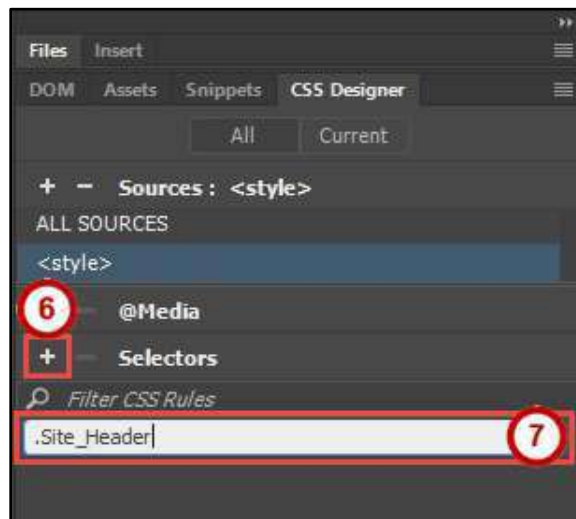 Files Insert
DOM Assets Snippets CSS Designer
All Current
+ - Sources : <style>
ALL SOURCES
<style>
6 - @Media
+ - Selectors
Filter CSS Rules
.Site_Header 7